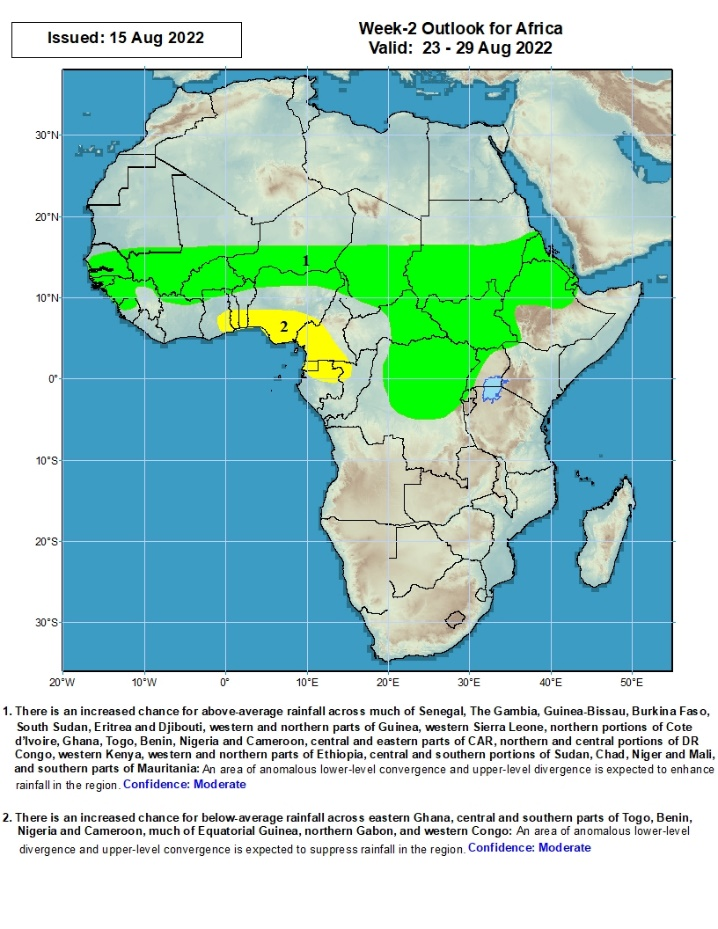 Issued: 15 Aug 2022
Week-2 Outlook for Africa
Valid: 23 - 29 Aug 2022
30°N
20°N
10°N
0°
10°S
20°S
30°S
1
2
20°W
10°W
0°
10°E
20°E
30°E
40°E
50°E
1. There is an increased chance for above-average rainfall across much of Senegal, The Gambia, Guinea-Bissau, Burkina Faso,
South Sudan, Eritrea and Djibouti, western and northern parts of Guinea, western Sierra Leone, northern portions of Cote
d'Ivoire, Ghana, Togo, Benin, Nigeria and Cameroon, central and eastern parts of CAR, northern and central portions of DR
Congo, western Kenya, western and northern parts of Ethiopia, central and southern portions of Sudan, Chad, Niger and Mali,
and southern parts of Mauritania: An area of anomalous lower-level convergence and upper-level divergence is expected to enhance
rainfall in the region. Confidence: Moderate
2. There is an increased chance for below-average rainfall across eastern Ghana, central and southern parts of Togo, Benin,
Nigeria and Cameroon, much of Equatorial Guinea, northern Gabon, and western Congo: An area of anomalous lower-level
divergence and upper-level convergence is expected to suppress rainfall in the region. Confidence: Moderate